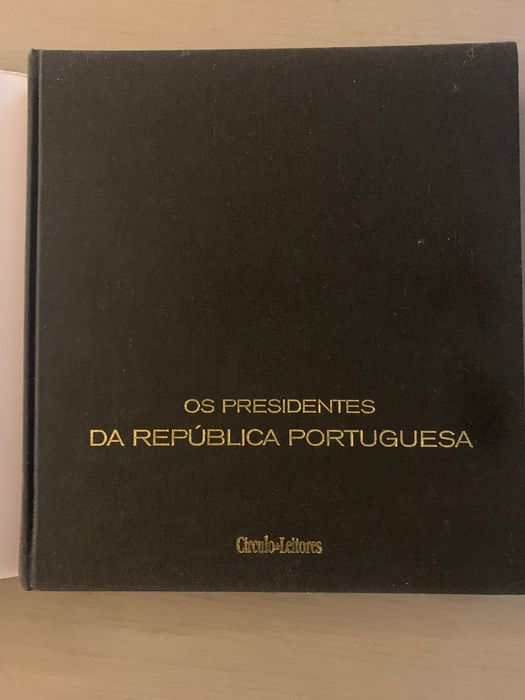 OS PRESIDENTES
DA REPÚBLICA PORTUGUESA
Círculo de Leitores